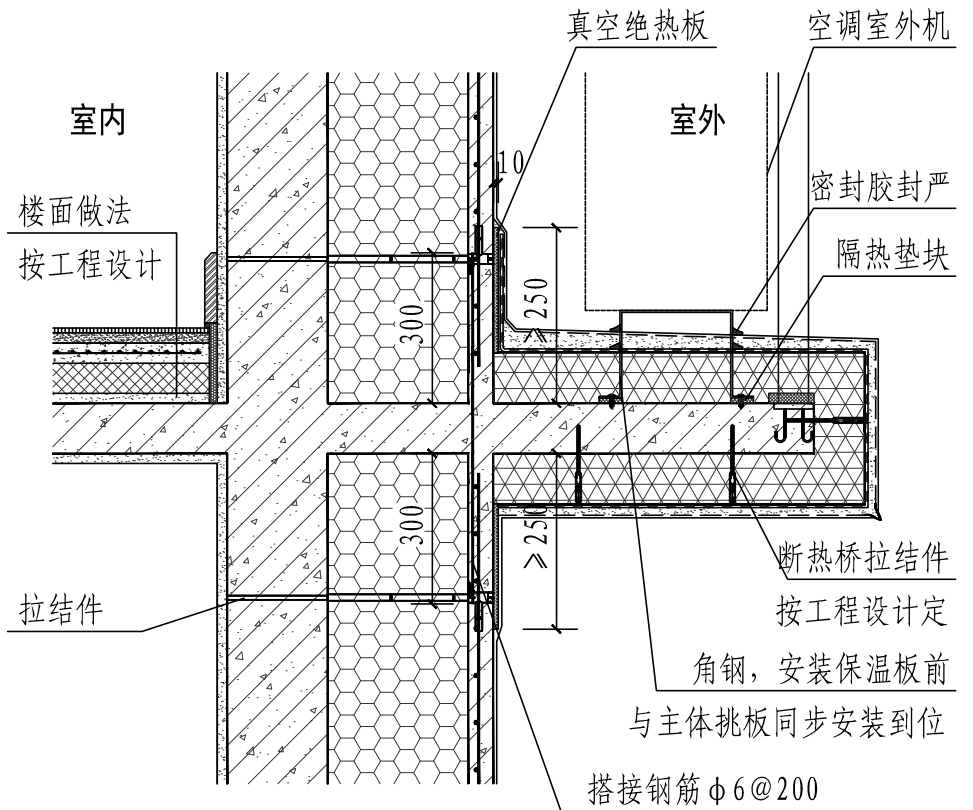 真空绝热板
空调室外机
室内
室外
10
密封胶封严
楼面做法
按工程设计
隔热垫块
300
≥250
300
≥250
断热桥拉结件
按工程设计定
拉结件
角钢，安装保温板前
与主体挑板同步安装到位
搭接钢筋ϕ6@200